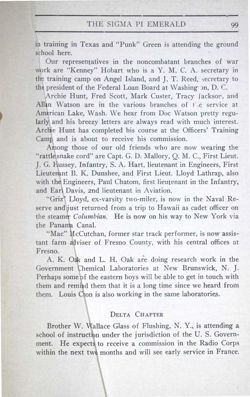 THE SIGMA PI EMERALD 99
in training in Texas and "Punk" Green is attending the ground
school here.
Our representatives in the noncombatant branches of war
work are "Kenney" Hobart who is a Y. M. C. A. secretary in
the training camp on Angel Island, and J. T. Reed, secretary to
the president of the Federal Loan Board at Washington, D. C.
Archie Hunt, Fred Scott, Mark Coster, Tracy Jackson, and
Allan Watson are in the various branches of the service at
American Lake, Wash. We hear from Doc Watson pretty regu-
larly and his breezy letters are always read with much interest.
Archie Hunt has completed his course at the Officers' Training
Camp and is about to receive his commission.
Among those of our old friends who are now wearing the
"rattlesnake cord" are Capt. G. D. Mallory, Q. M. C., First Lieut.
J. G. Hussey, Infantry, S. A. Hart, lieutenant in Engineers, First
Lieutenant B. K. Dunshee, and First Lieut. Lloyd Lathrap, also
with the Engineers, Paul Chatom, first lieutenant in the Infantry,
and Earl Davis, 2nd lieutenant in Aviation.
"Griz" Lloyd, ex-varsity two-miler, is now in the Naval Re-
serve and just returned from a trip to Hawaii as cadet officer on
the steamer Columbian. He is now on his way to New York via
the Panama Canal.
"Mac" McCutchan, former star track performer, is now assis-
tant farm adviser of Fresno County, with his central offices at
Fresno.
A. K. Oak and L. H. Oak are doing research work in the
Government Chemical Laboratories at New Brunswick, N. J.
Perhaps some of the eastern boys will be able to get in touch with
them and remind them that it is a long time since we heard from
them. Louis Cion is also working in the same laboratories.
DELTA CHAPTER
Brother W. Wallace Glass of Flushing, N. Y., is attending a
school of instruction under the jurisdiction of the U. S. Govern-
ment. He expects to receive a commission in the Radio Corps
within the next two months and will see early service in France.